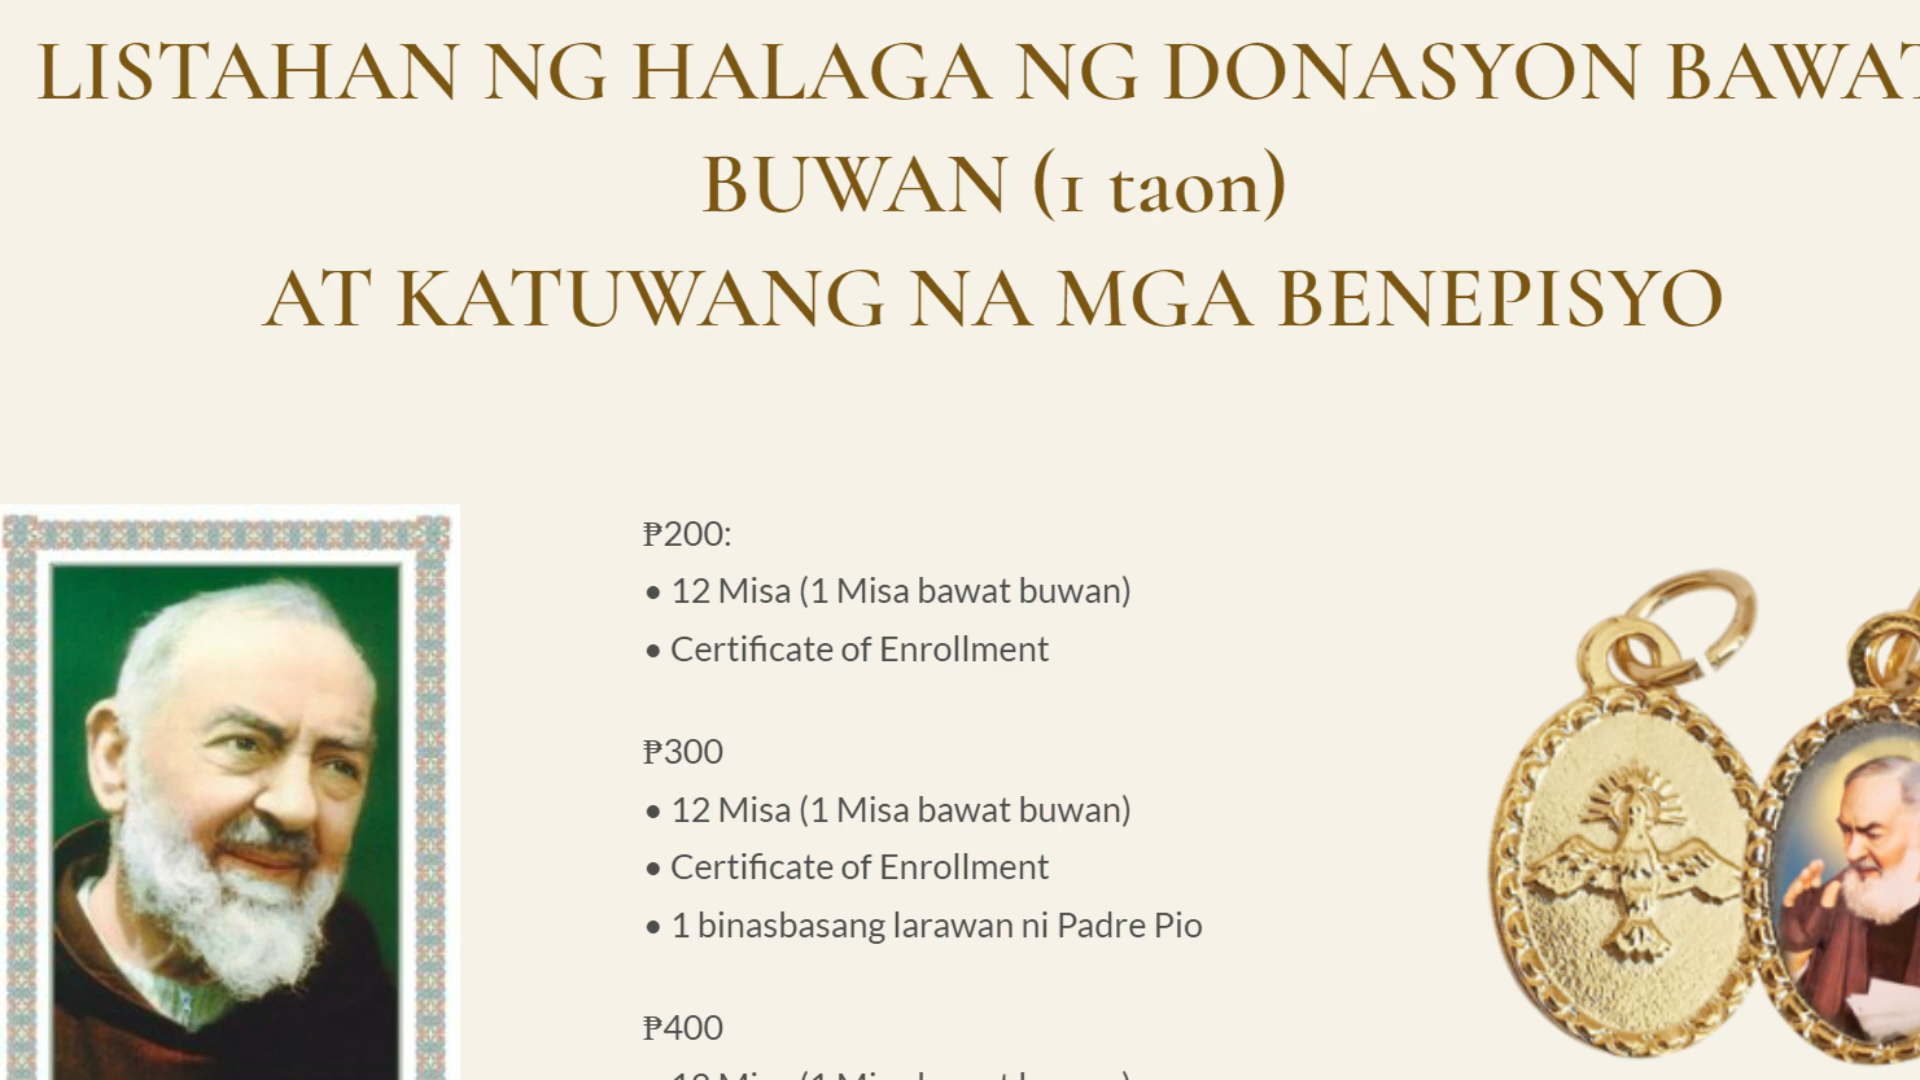 LISTAHAN NG HALAGA NG DONASYON BAWAT
BUWAN (1 taon)
AT KATUWANG NA MGA BENEPISYO
₱200:
• 12 Misa (1 Misa bawat buwan)
• Certificate of Enrollment
₱300
• 12 Misa (1 Misa bawat buwan)
• Certificate of Enrollment
• 1 binasbasang larawan ni Padre Pio
₱400